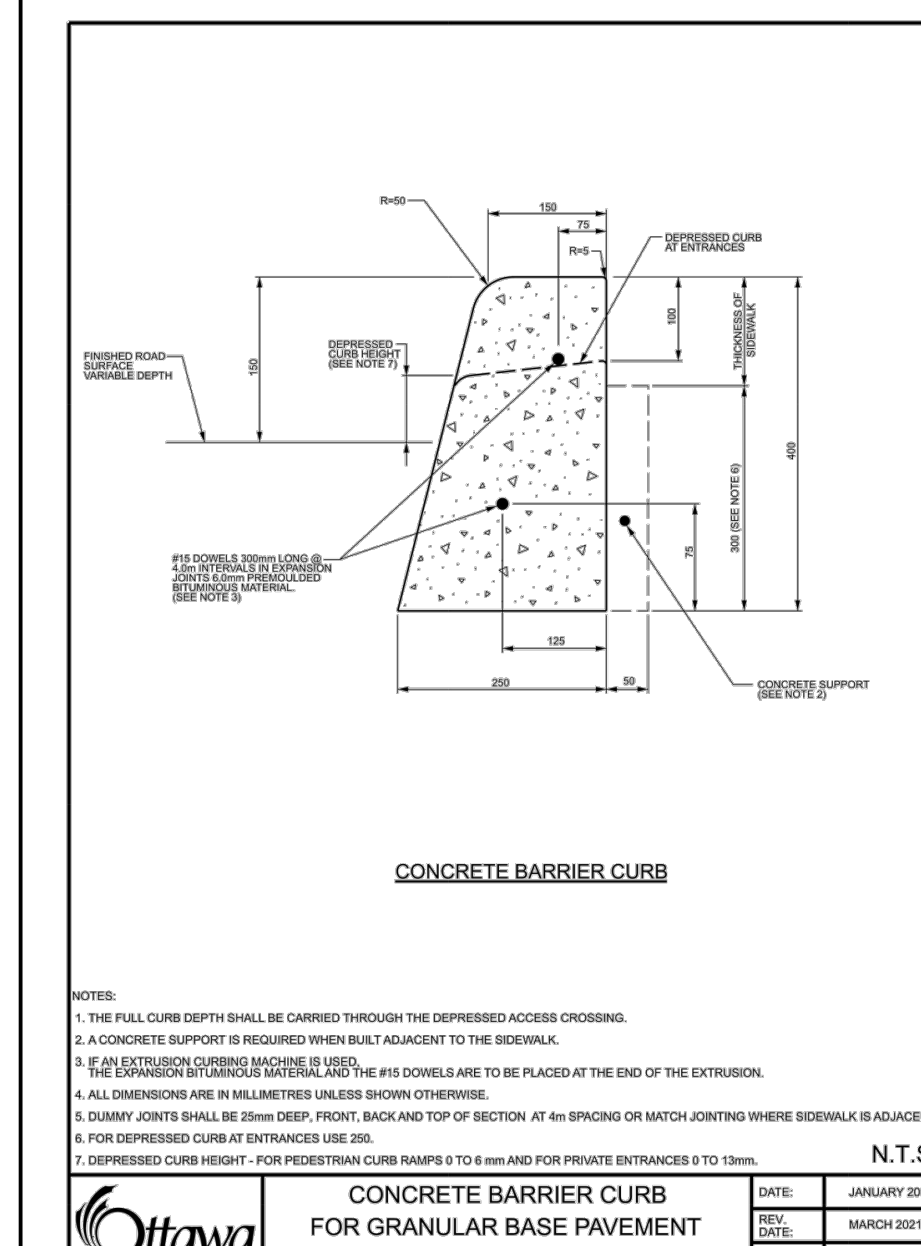 R=50
150
75
R=5
DEPRESSED CURB
AT ENTRANCES
100
THICKNESS OF
SIDEWALK
DEPRESSED
CURB HEIGHT
(SEE NOTE 7)
FINISHED ROAD
SURFACE
VARIABLE DEPTH
150
400
300 (SEE NOTE 6)
75
#15 DOWELS 300mm LONG @
4.0m INTERVALS IN EXPANSION
JOINTS 6.0mm PREMOULDED
BITUMINOUS MATERIAL.
(SEE NOTE 3)
125
250
50
CONCRETE SUPPORT
(SEE NOTE 2)
CONCRETE BARRIER CURB
NOTES:
1. THE FULL CURB DEPTH SHALL BE CARRIED THROUGH THE DEPRESSED ACCESS CROSSING.
2. A CONCRETE SUPPORT IS REQUIRED WHEN BUILT ADJACENT TO THE SIDEWALK.
3. IF AN EXTRUSION CURBING MACHINE IS USED,
THE EXPANSION BITUMINOUS MATERIAL AND THE #15 DOWELS ARE TO BE PLACED AT THE END OF THE EXTRUSION.
4. ALL DIMENSIONS ARE IN MILLIMETRES UNLESS SHOWN OTHERWISE.
5. DUMMY JOINTS SHALL BE 25mm DEEP, FRONT, BACK AND TOP OF SECTION AT 4m SPACING OR MATCH JOINTING WHERE SIDEWALK IS ADJACE
6. FOR DEPRESSED CURB AT ENTRANCES USE 250.
7. DEPRESSED CURB HEIGHT - FOR PEDESTRIAN CURB RAMPS 0 TO 6 mm AND FOR PRIVATE ENTRANCES 0 TO 13mm.
N.T.S
Ottawa
CONCRETE BARRIER CURB
FOR GRANULAR BASE PAVEMENT
DATE:
JANUARY 20
REV.
DATE:
MARCH 2021